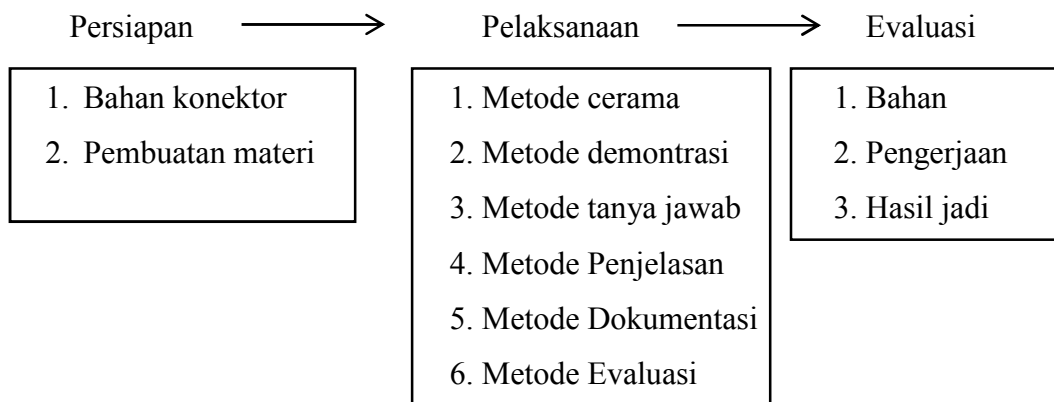 Persiapan
Pelaksanaan
Evaluasi
1. Bahan konektor
2. Pembuatan materi
1. Metode cerama
2. Metode demontrasi
3. Metode tanya jawab
4. Metode Penjelasan
5. Metode Dokumentasi
6. Metode Evaluasi
1. Bahan
2. Pengerjaan
3. Hasil jadi